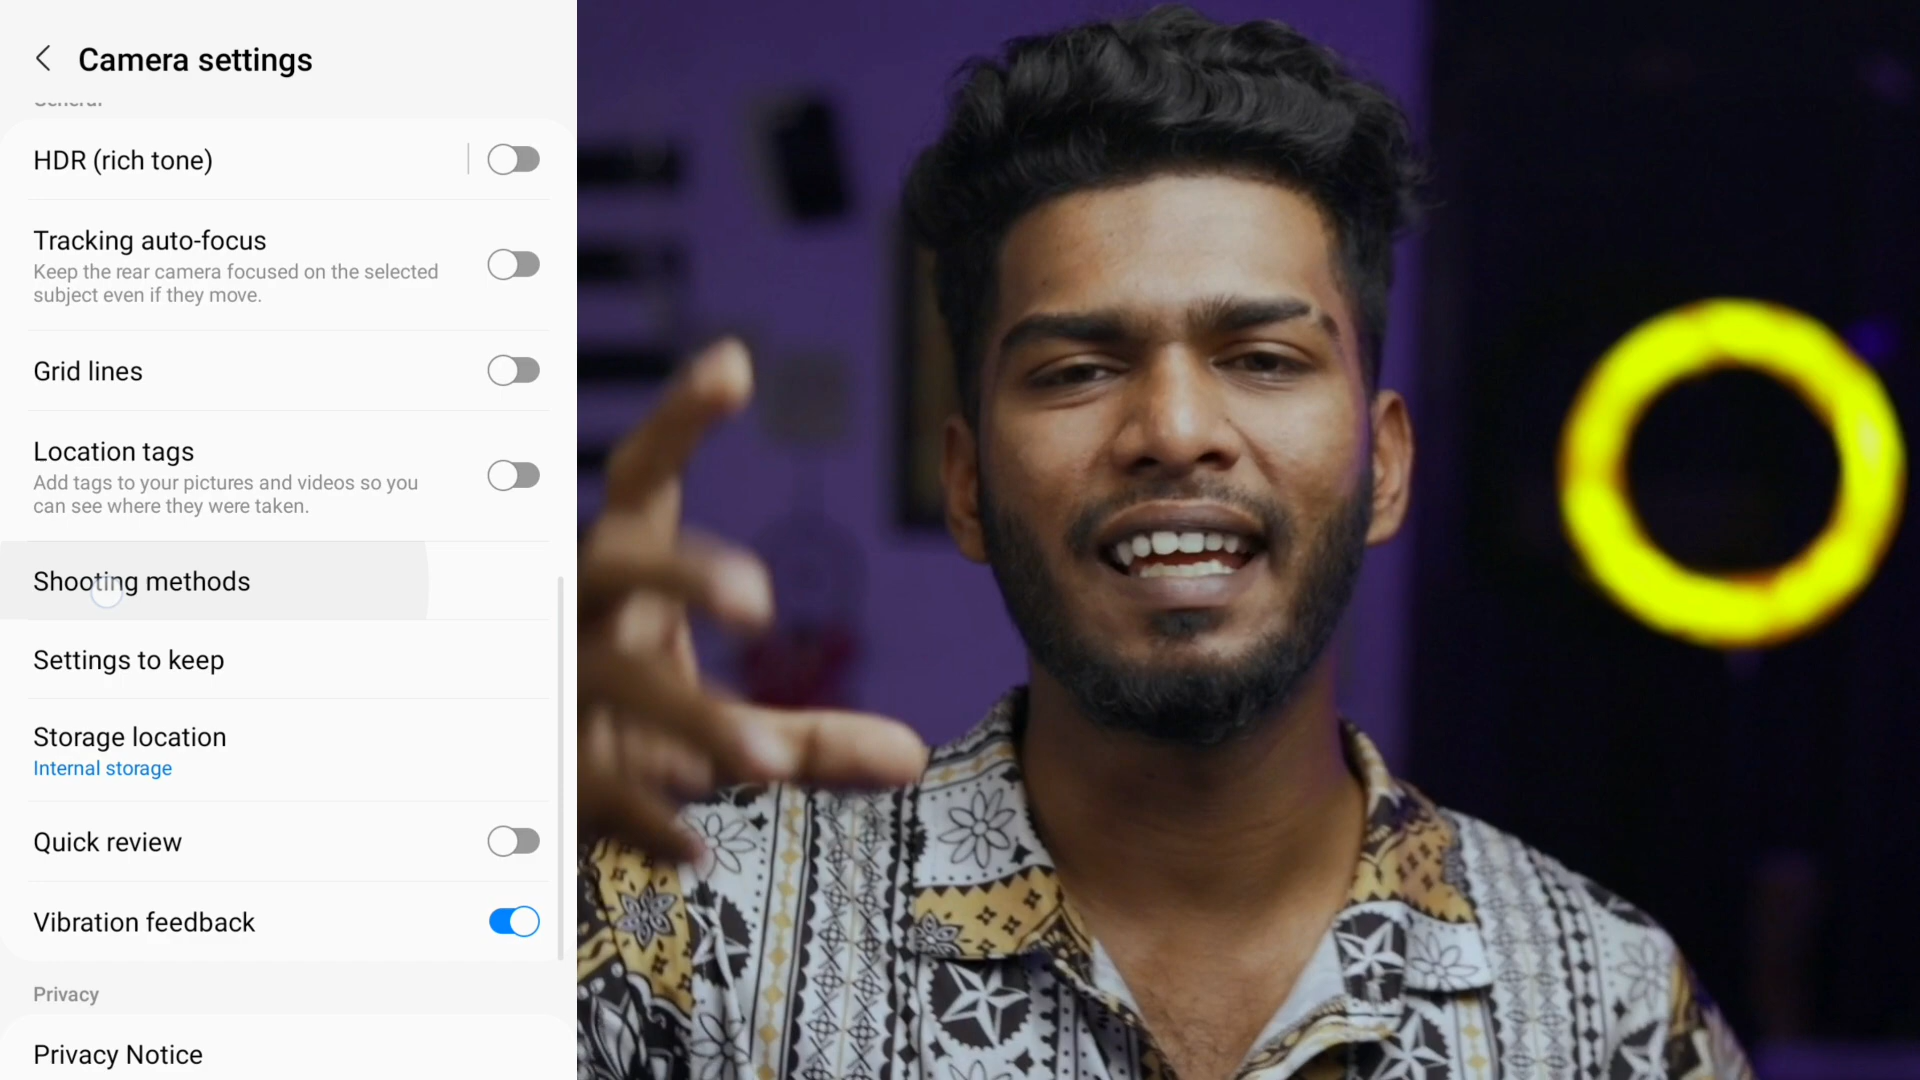 Camera settings
General
HDR (rich tone)
Tracking auto-focus
Keep the rear camera focused on the selected
subject even if they move.
Grid lines
Location tags
Add tags to your pictures and videos so you
can see where they were taken.
Shooting methods
Settings to keep
Storage location
Internal storage
Quick review
Vibration feedback
Privacy
Privacy Notice